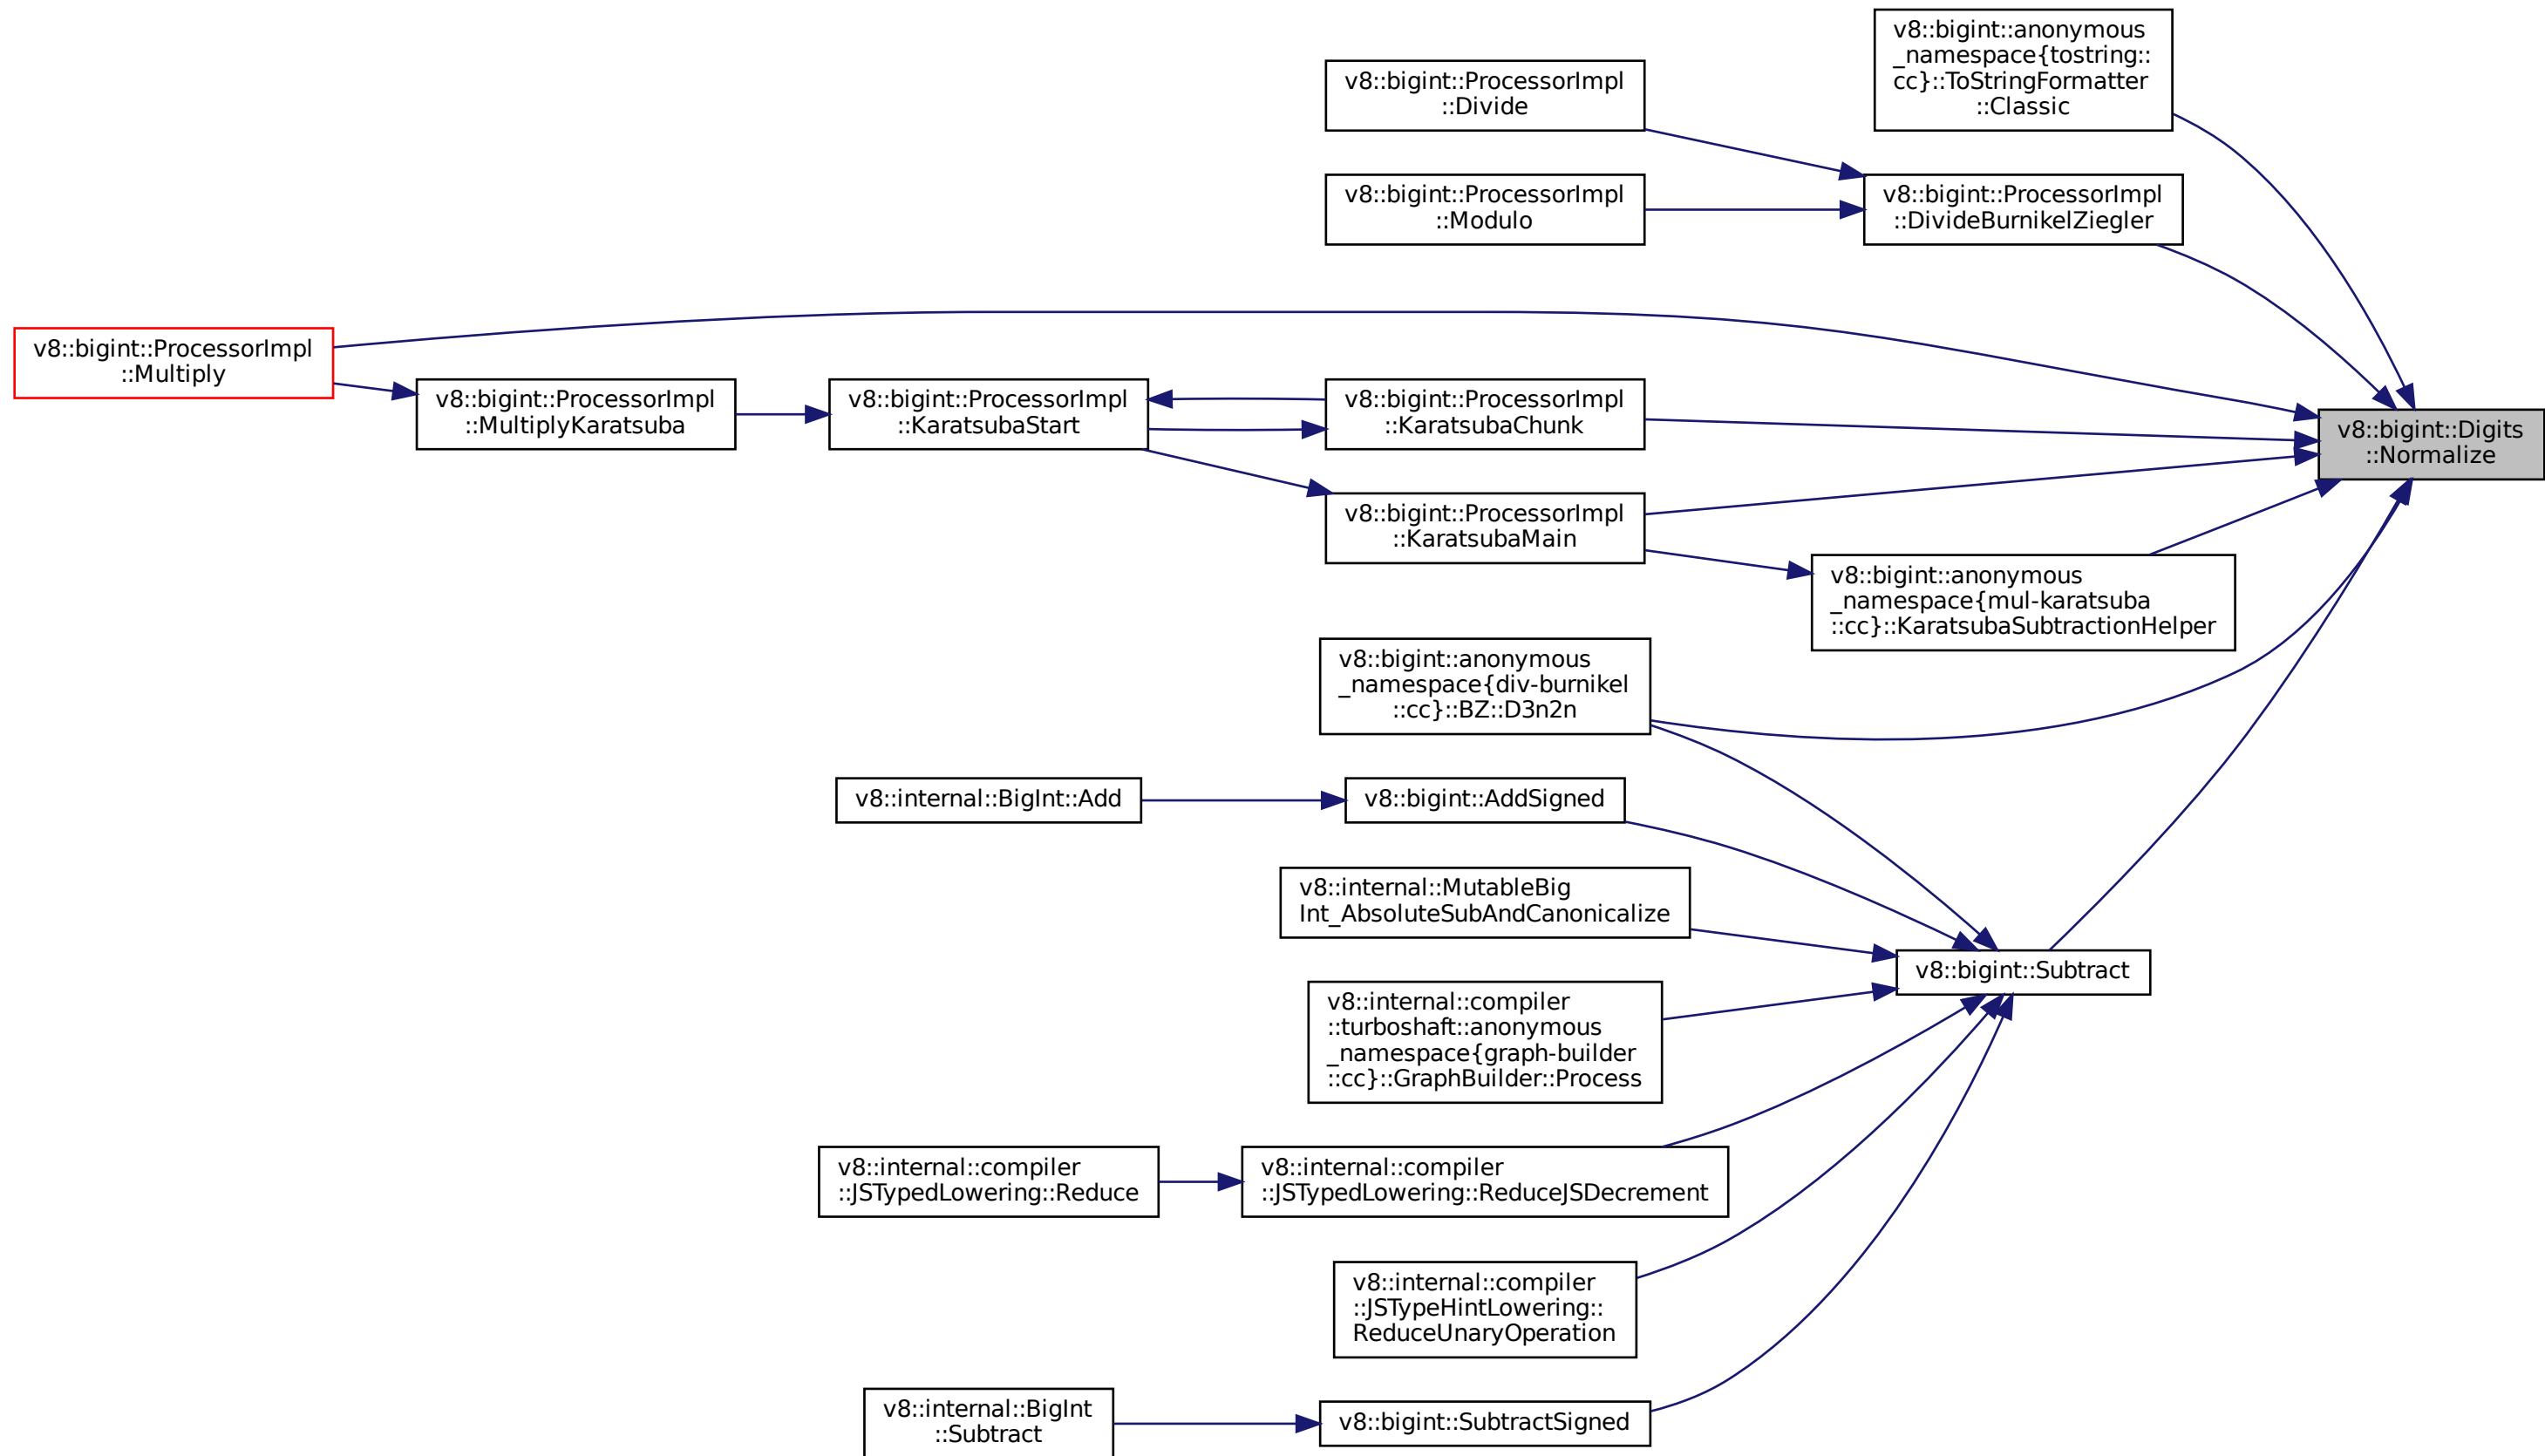 v8::bigint::anonymous
_namespace{tostring::
cc}::ToStringFormatter
::Classic
v8::bigint::ProcessorImpl
::Divide
v8::bigint::ProcessorImpl
::Modulo
v8::bigint::ProcessorImpl
::DivideBurnikelZiegler
v8::bigint::ProcessorImpl
::Multiply
v8::bigint::ProcessorImpl
::MultiplyKaratsuba
v8::bigint::ProcessorImpl
::KaratsubaStart
v8::bigint::ProcessorImpl
::KaratsubaChunk
v8::bigint::Digits
::Normalize
v8::bigint::ProcessorImpl
::KaratsubaMain
v8::bigint::anonymous
_namespace{mul-karatsuba
::cc}::KaratsubaSubtractionHelper
v8::bigint::anonymous
_namespace{div-burnikel
::cc}::BZ::D3n2n
v8::internal::BigInt::Add
v8::bigint::AddSigned
v8::internal::MutableBig
Int_AbsoluteSubAndCanonicalize
v8::bigint::Subtract
v8::internal::compiler
::turboshaft::anonymous
_namespace{graph-builder
::cc}::GraphBuilder::Process
v8::internal::compiler
::JSTypedLowering::Reduce
v8::internal::compiler
::JSTypedLowering::ReduceJSDecrement
v8::internal::compiler
::JSTypeHintLowering::
ReduceUnaryOperation
v8::internal::BigInt
::Subtract
v8::bigint::SubtractSigned